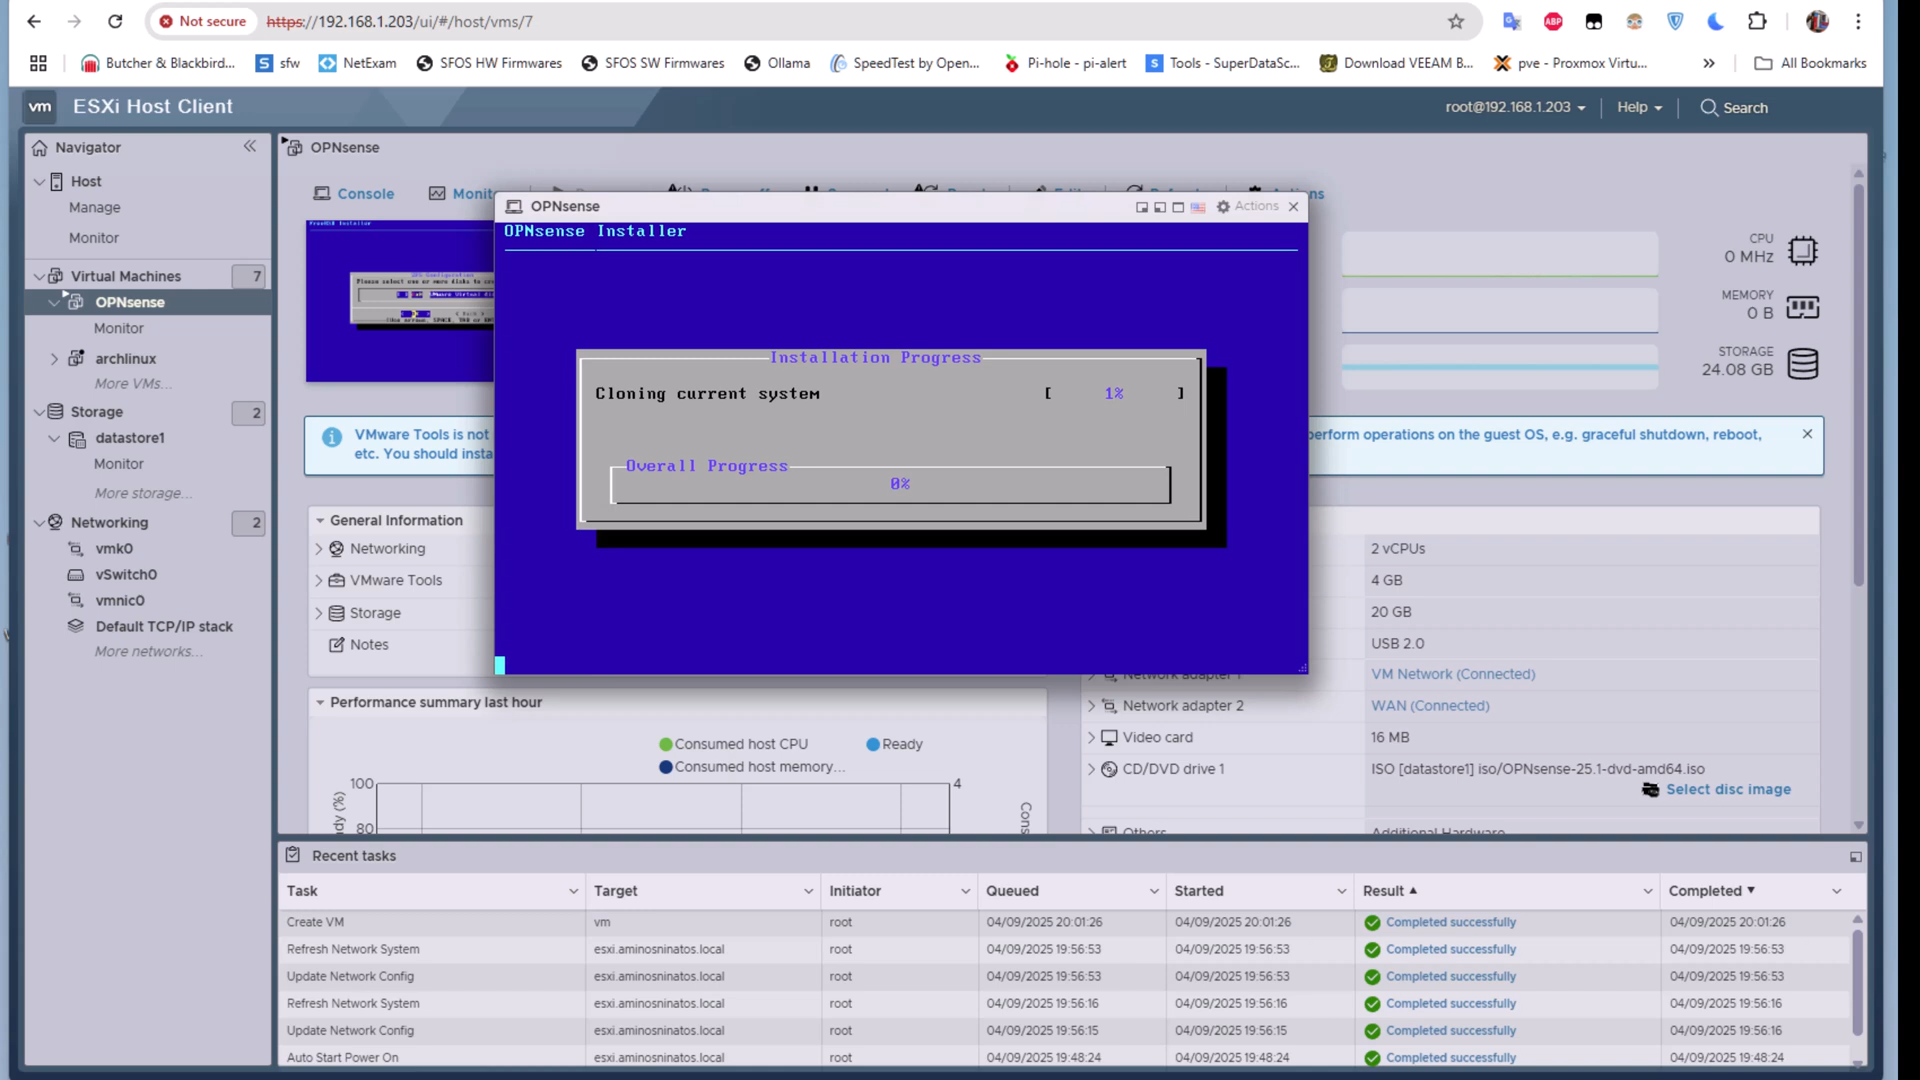 Not secure https://192.168.1.203/ui/#/host/vms/7
Butcher & Blackbird... sfw NetExam SFOS HW Firmwares SFOS SW Firmwares Ollama SpeedTest by Open... Pi-hole - pi-alert Tools - SuperDataSc... Download VEEAM B... pve - Proxmox Virtu... » All Bookmarks
vm ESXi Host Client root@192.168.1.203 Help Search
Navigator
Host
Manage
Monitor
Virtual Machines 7
OPNsense
Monitor
archlinux
More VMs...
Storage 2
datastore1
Monitor
More storage...
Networking 2
vmk0
vSwitch0
vmnic0
Default TCP/IP stack
More networks...
OPNsense
Console
OPNsense Actions
OPNsense Installer
Installation Progress
Cloning current system [ 1% ]
Overall Progress
0%
CPU
0 MHz
MEMORY
0 B
STORAGE
24.08 GB
VMware Tools is not
perform operations on the guest OS, e.g. graceful shutdown, reboot,
etc. You should insta
General Information
Networking
VMware Tools
Storage
Notes
2 vCPUs
4 GB
20 GB
USB 2.0
VM Network (Connected)
Network adapter 2 WAN (Connected)
Video card 16 MB
CD/DVD drive 1 ISO [datastore1] iso/OPNsense-25.1-dvd-amd64.iso
Select disc image
Others Additional Hardware
Performance summary last hour
Consumed host CPU Ready
Consumed host memory...
100 4
80
Recent tasks
Task Target Initiator Queued Started Result Completed
Create VM vm root 04/09/2025 20:01:26 04/09/2025 20:01:26 Completed successfully 04/09/2025 20:01:26
Refresh Network System esxi.aminosninatos.local root 04/09/2025 19:56:53 04/09/2025 19:56:53 Completed successfully 04/09/2025 19:56:53
Update Network Config esxi.aminosninatos.local root 04/09/2025 19:56:53 04/09/2025 19:56:53 Completed successfully 04/09/2025 19:56:53
Refresh Network System esxi.aminosninatos.local root 04/09/2025 19:56:16 04/09/2025 19:56:16 Completed successfully 04/09/2025 19:56:16
Update Network Config esxi.aminosninatos.local root 04/09/2025 19:56:15 04/09/2025 19:56:15 Completed successfully 04/09/2025 19:56:16
Auto Start Power On esxi.aminosninatos.local root 04/09/2025 19:48:24 04/09/2025 19:48:24 Completed successfully 04/09/2025 19:48:24